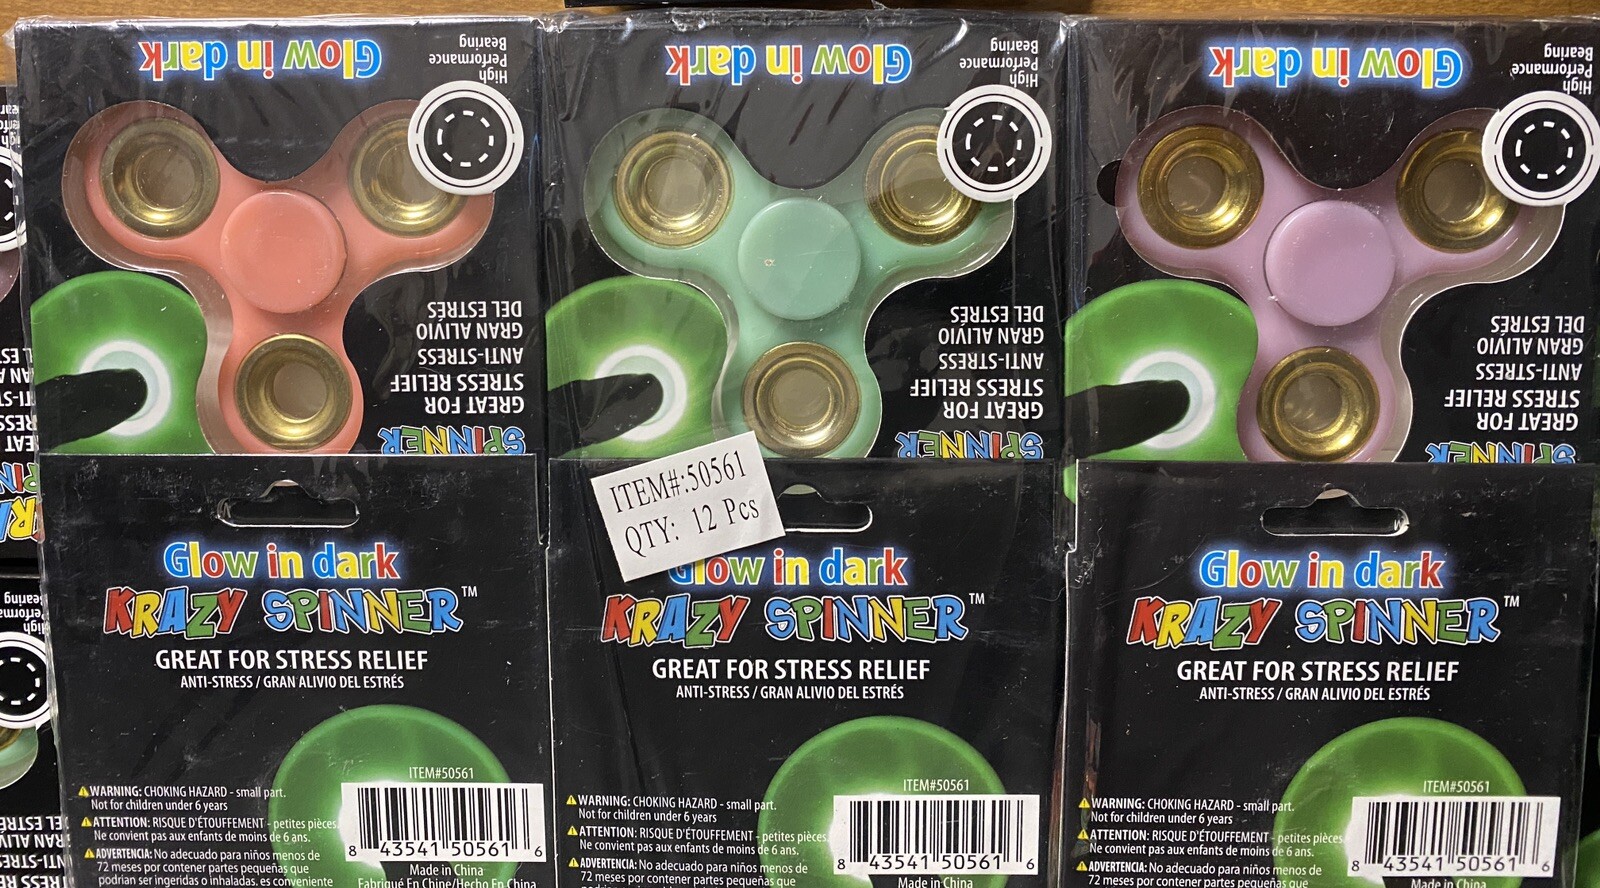 Glow in dark
High
Performance
Bearing
SPINNER
GREAT FOR
STRESS RELIEF
ANTI-STRESS
GRAN ALIVIO
DEL ESTRÉS
Glow in dark
High
Performance
Bearing
SPINNER
GREAT FOR
STRESS RELIEF
ANTI-STRESS
GRAN ALIVIO
DEL ESTRÉS
Glow in dark
High
Performance
Bearing
SPINNER
GREAT FOR
STRESS RELIEF
ANTI-STRESS
GRAN ALIVIO
DEL ESTRÉS
ITEM#:50561
QTY: 12 Pcs
Glow in dark
KRAZY SPINNER™
GREAT FOR STRESS RELIEF
ANTI-STRESS / GRAN ALIVIO DEL ESTRÉS
ITEM#50561
WARNING: CHOKING HAZARD - small part.
Not for children under 6 years
ATTENTION: RISQUE D'ÉTOUFFEMENT - petites pièces
Ne convient pas aux enfants de moins de 6 ans.
ADVERTENCIA: No adecuado para niños menos de
72 meses por contener partes pequeñas que
podrían ser ingeridas o inhaladas. es conveniente
8 43541 50561 6
Made in China
Fabriqué En Chine/Hecho En China
Glow in dark
KRAZY SPINNER™
GREAT FOR STRESS RELIEF
ANTI-STRESS / GRAN ALIVIO DEL ESTRÉS
ITEM#50561
WARNING: CHOKING HAZARD - small part.
Not for children under 6 years
ATTENTION: RISQUE D'ÉTOUFFEMENT - petites pièces
Ne convient pas aux enfants de moins de 6 ans.
ADVERTENCIA: No adecuado para niños menos de
72 meses por contener partes pequeñas que
8 43541 50561 6
Made in China
Glow in dark
KRAZY SPINNER™
GREAT FOR STRESS RELIEF
ANTI-STRESS / GRAN ALIVIO DEL ESTRÉS
ITEM#50561
WARNING: CHOKING HAZARD - small part.
Not for children under 6 years
ATTENTION: RISQUE D'ÉTOUFFEMENT - petites pièces
Ne convient pas aux enfants de moins de 6 ans.
ADVERTENCIA: No adecuado para niños menos de
72 meses por contener partes pequeñas que
8 43541 50561 6
Made in China